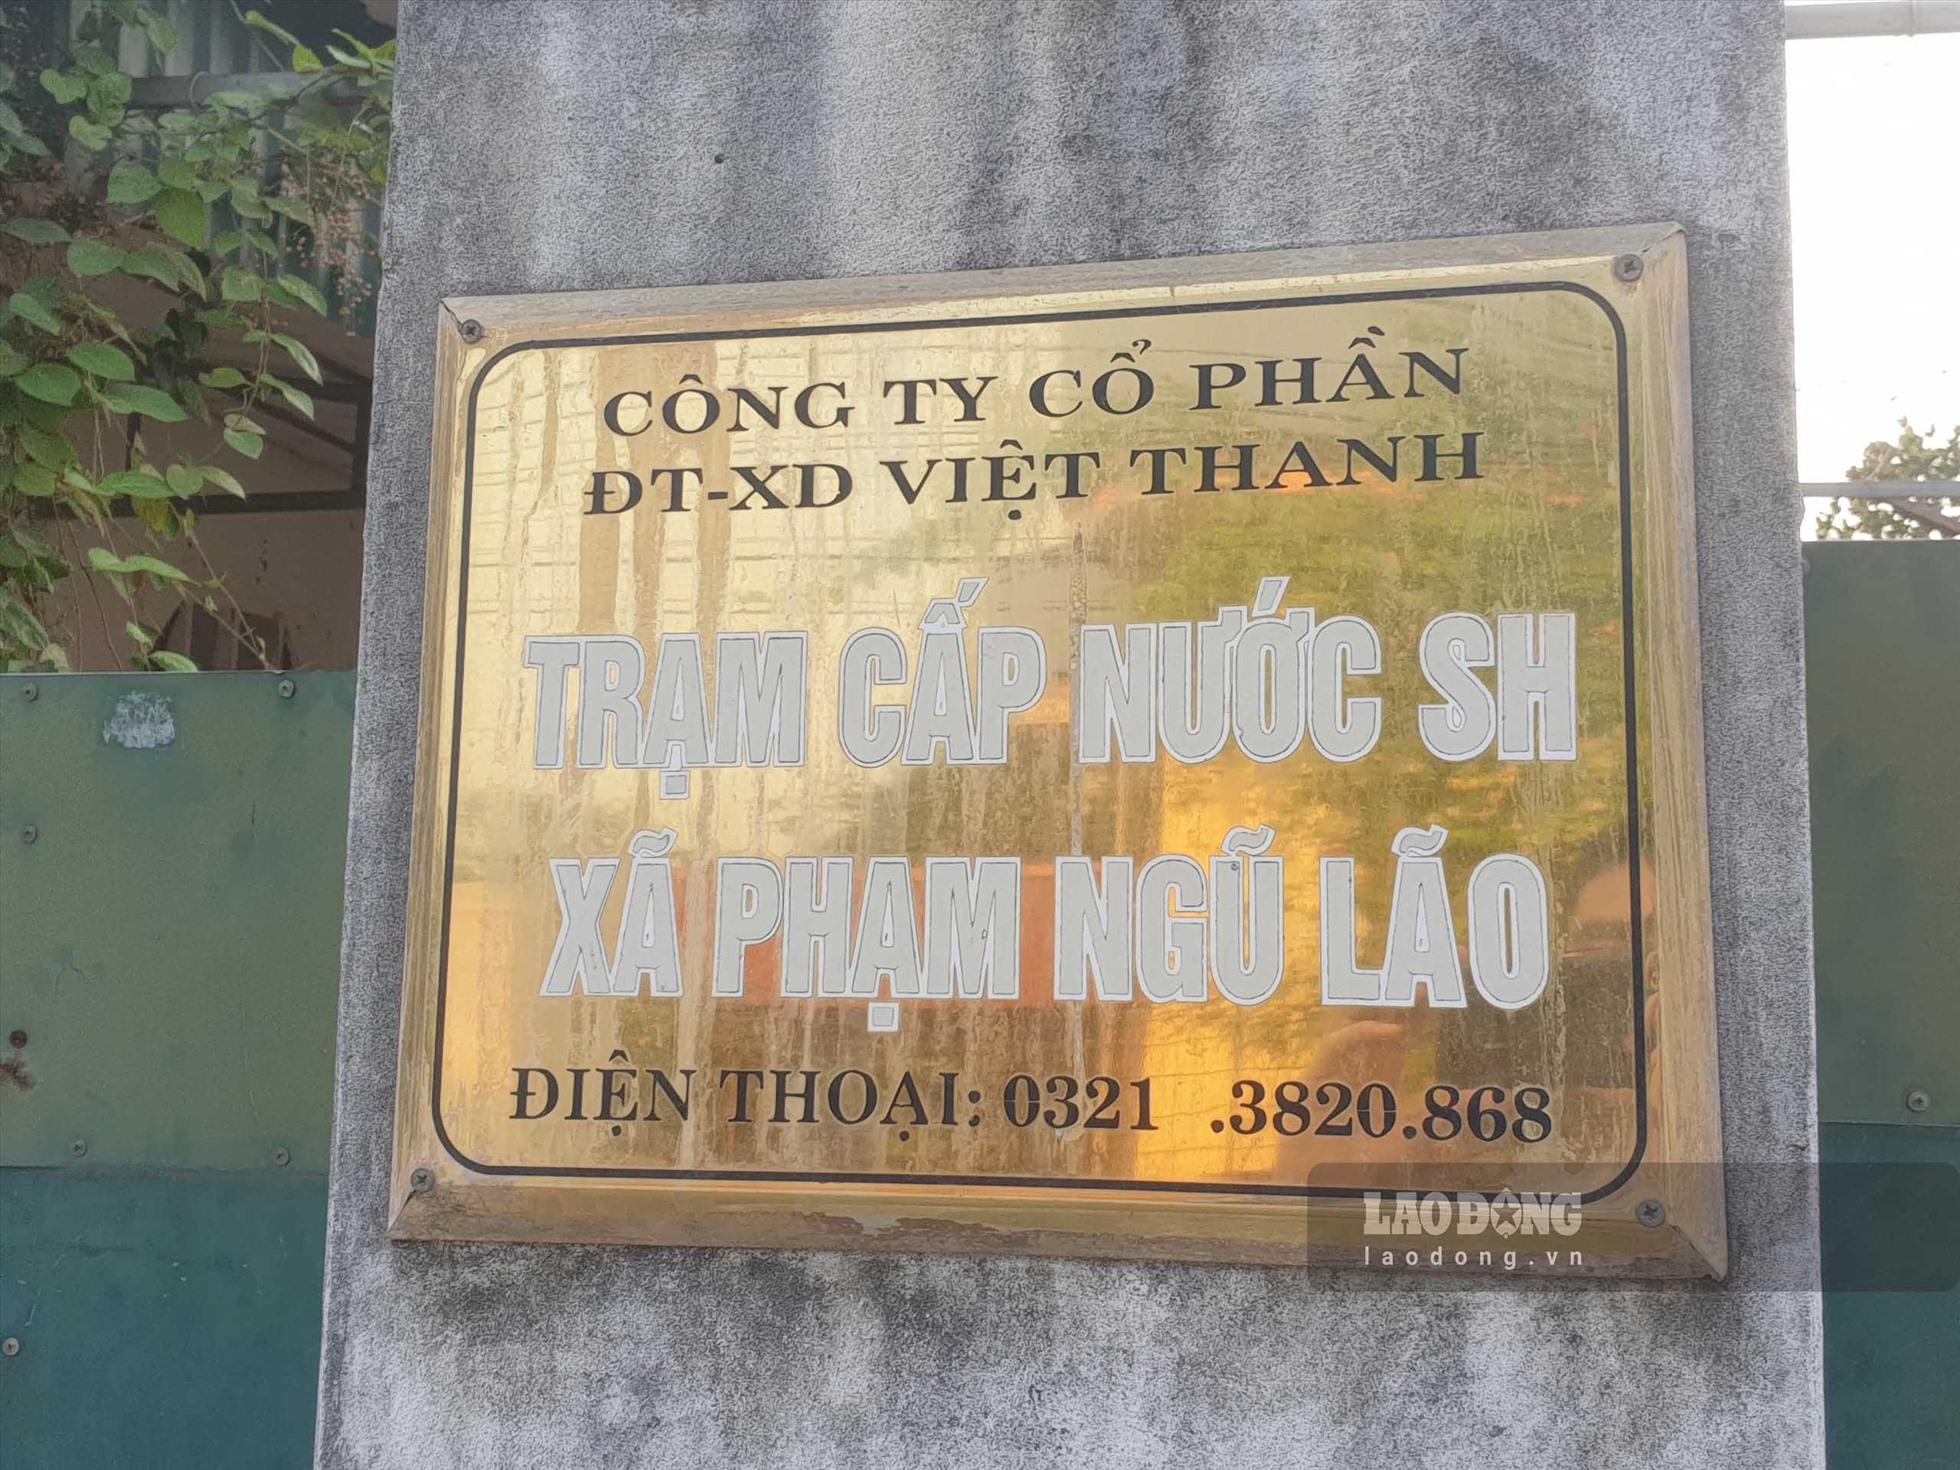 CÔNG TY CỔ PHẦN
ĐT-XD VIỆT THANH
TRẠM CẤP NƯỚC SH
XÃ PHẠM NGŨ LÃO
ĐIỆN THOẠI: 0321 .3820.868
LAO ĐỘNG
laodong.vn